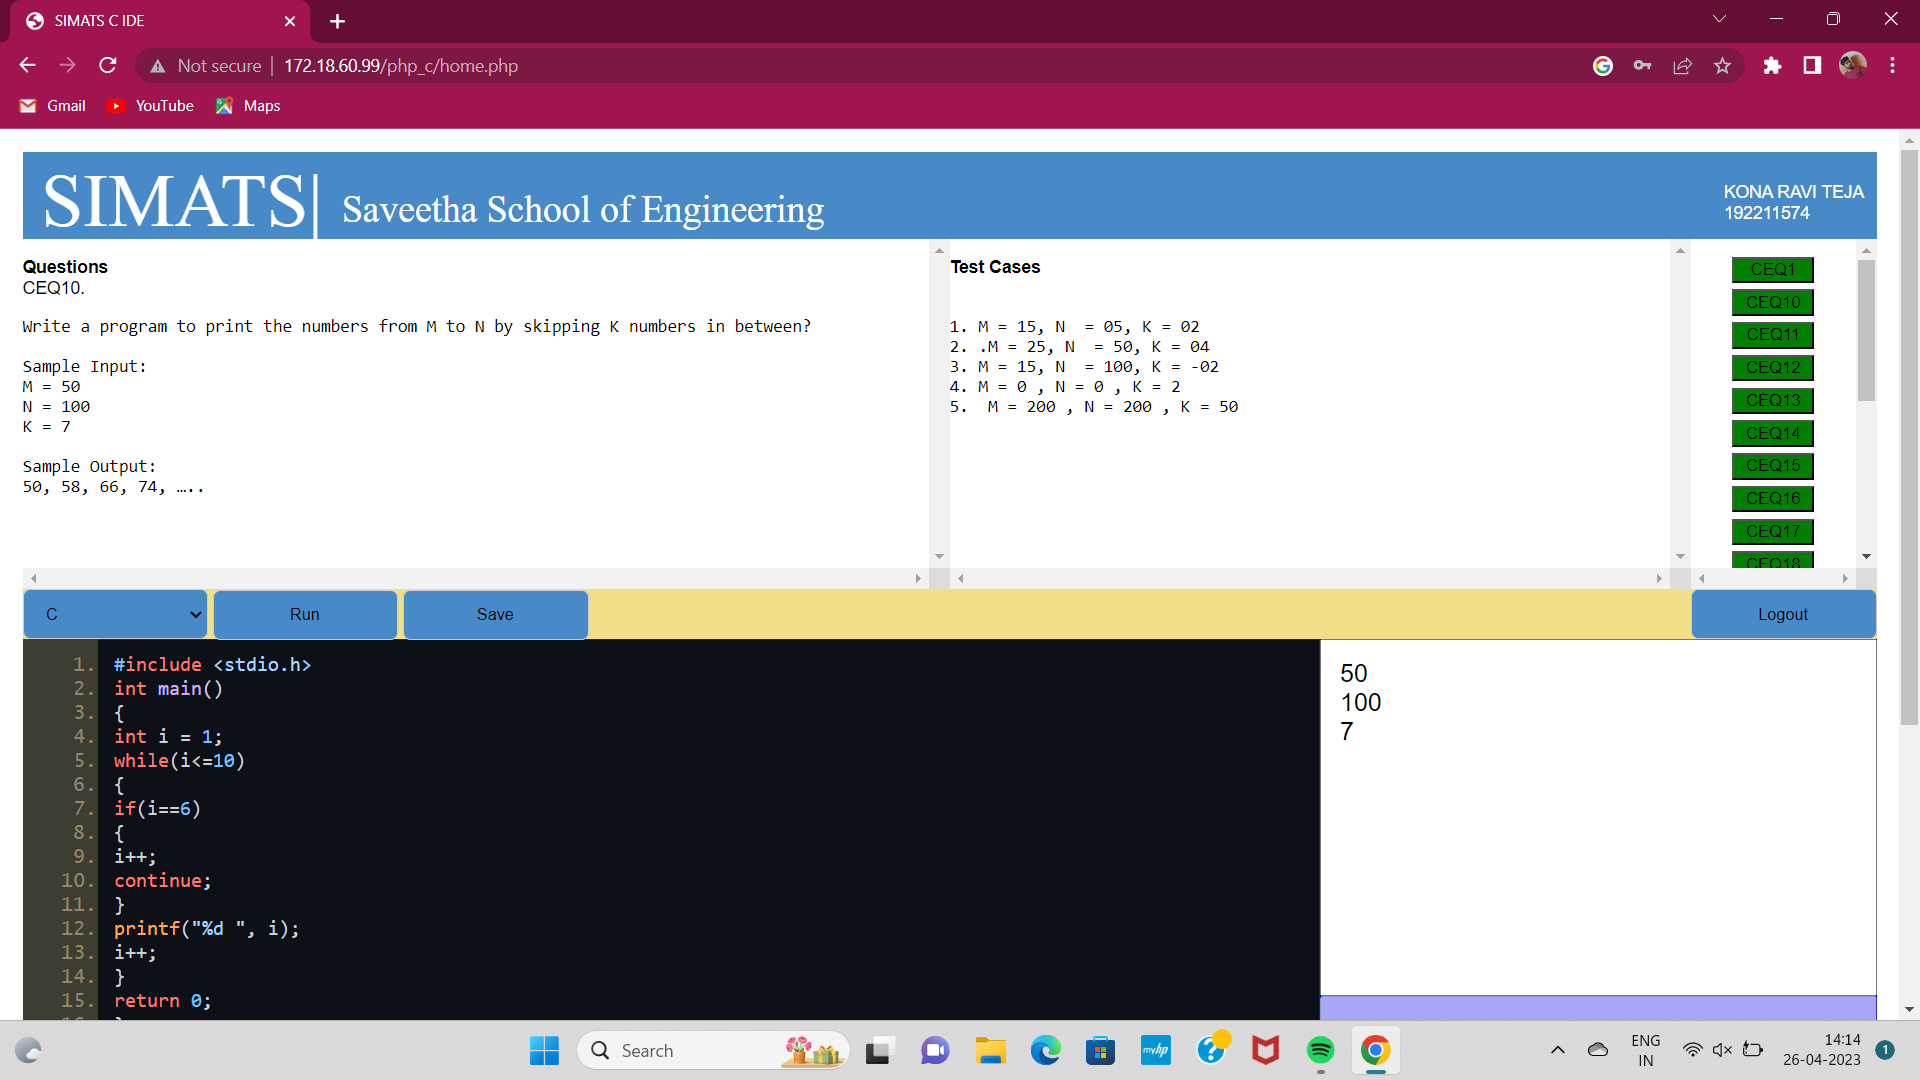 SIMATS C IDE
Not secure | 172.18.60.99/php_c/home.php
Gmail YouTube Maps
SIMATS| Saveetha School of Engineering
KONA RAVI TEJA
192211574
Questions
CEQ10.
Write a program to print the numbers from M to N by skipping K numbers in between?
Sample Input:
M = 50
N = 100
K = 7
Sample Output:
50, 58, 66, 74, …..
Test Cases
1. M = 15, N  = 05, K = 02
2. .M = 25, N  = 50, K = 04
3. M = 15, N  = 100, K = -02
4. M = 0 , N = 0 , K = 2
5.  M = 200 , N = 200 , K = 50
CEQ1
CEQ10
CEQ11
CEQ12
CEQ13
CEQ14
CEQ15
CEQ16
CEQ17
CEQ18
C Run Save Logout
1. #include <stdio.h>
2. int main()
3. {
4. int i = 1;
5. while(i<=10)
6. {
7. if(i==6)
8. {
9. i++;
10. continue;
11. }
12. printf("%d ", i);
13. i++;
14. }
15. return 0;
50
100
7
Search
myhp
ENG
IN
14:14
26-04-2023
1